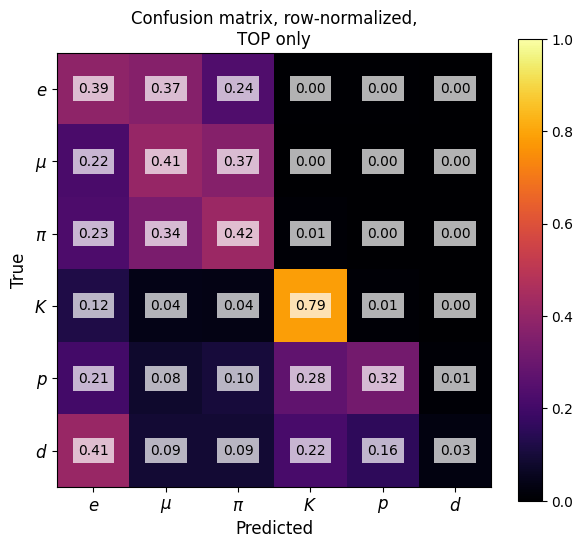 Confusion matrix, row-normalized,
TOP only
True
e 0.39 0.37 0.24 0.00 0.00 0.00
μ 0.22 0.41 0.37 0.00 0.00 0.00
π 0.23 0.34 0.42 0.01 0.00 0.00
K 0.12 0.04 0.04 0.79 0.01 0.00
p 0.21 0.08 0.10 0.28 0.32 0.01
d 0.41 0.09 0.09 0.22 0.16 0.03
e μ π K p d
Predicted
1.0
0.8
0.6
0.4
0.2
0.0